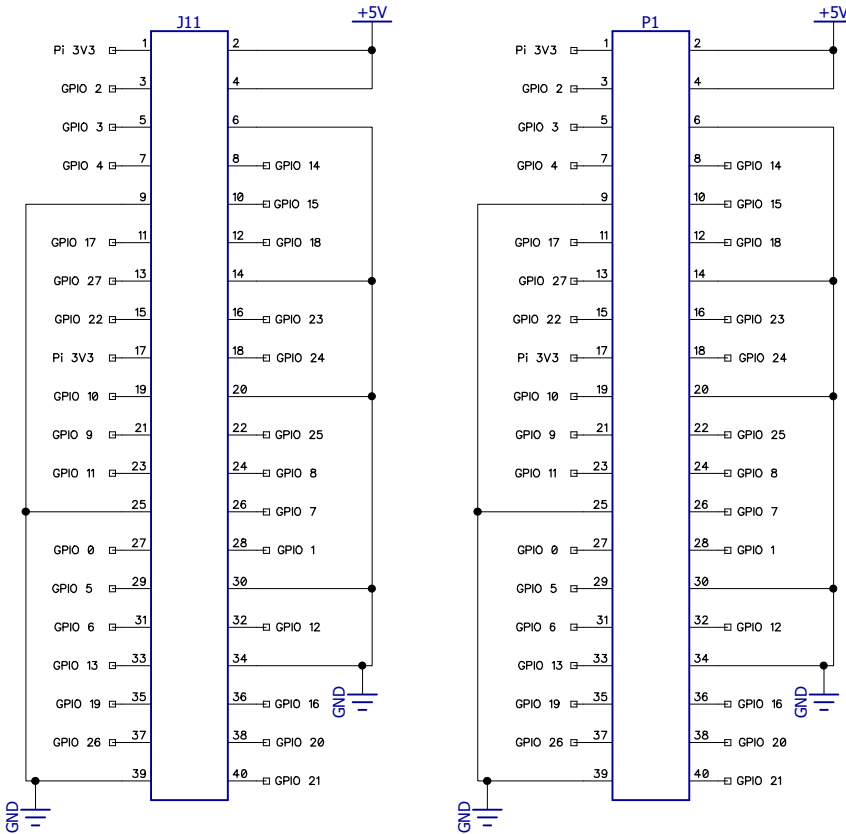 +5V +5V
J11 P1
Pi 3V3 1 2 Pi 3V3 1 2
GPIO 2 3 4 GPIO 2 3 4
GPIO 3 5 6 GPIO 3 5 6
GPIO 4 7 8 GPIO 14 GPIO 4 7 8 GPIO 14
9 10 GPIO 15 9 10 GPIO 15
GPIO 17 11 12 GPIO 18 GPIO 17 11 12 GPIO 18
GPIO 27 13 14 GPIO 27 13 14
GPIO 22 15 16 GPIO 23 GPIO 22 15 16 GPIO 23
Pi 3V3 17 18 GPIO 24 Pi 3V3 17 18 GPIO 24
GPIO 10 19 20 GPIO 10 19 20
GPIO 9 21 22 GPIO 25 GPIO 9 21 22 GPIO 25
GPIO 11 23 24 GPIO 8 GPIO 11 23 24 GPIO 8
25 26 GPIO 7 25 26 GPIO 7
GPIO 0 27 28 GPIO 1 GPIO 0 27 28 GPIO 1
GPIO 5 29 30 GPIO 5 29 30
GPIO 6 31 32 GPIO 12 GPIO 6 31 32 GPIO 12
GPIO 13 33 34 GPIO 13 33 34
GPIO 19 35 36 GPIO 16 GPIO 19 35 36 GPIO 16
GND GND
GPIO 26 37 38 GPIO 20 GPIO 26 37 38 GPIO 20
39 40 GPIO 21 39 40 GPIO 21
GND GND